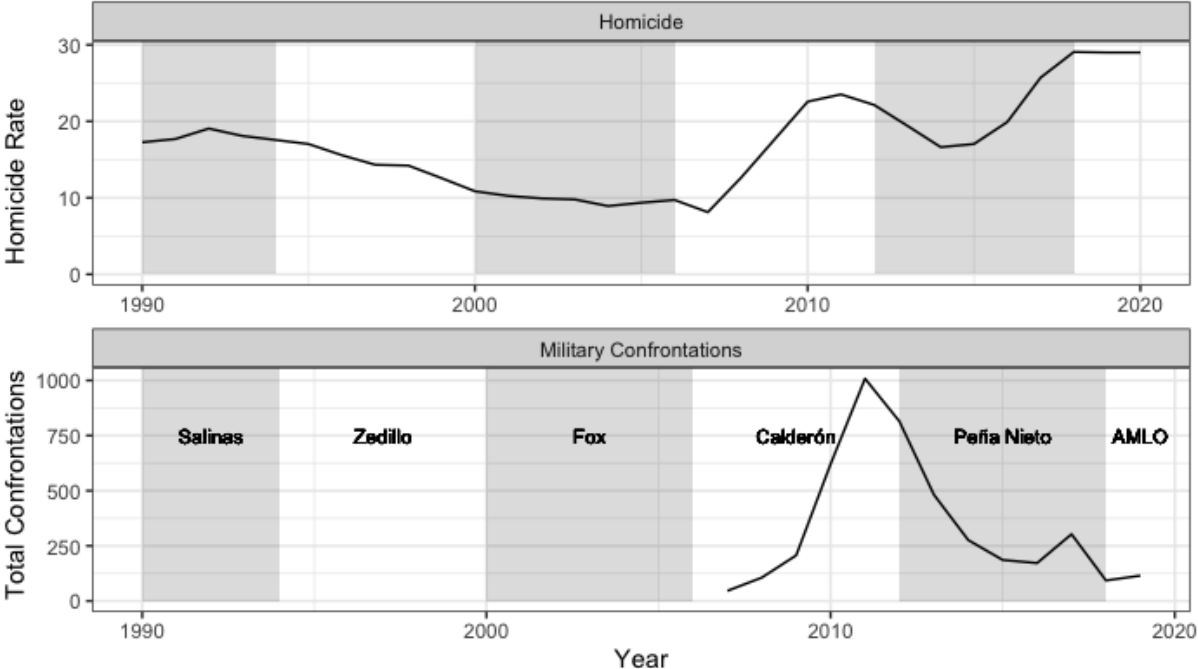 Homicide
Homicide Rate
30
20
10
0
1990 2000 2010 2020
Military Confrontations
Total Confrontations
1000
750
500
250
0
Salinas Zedillo Fox Calderón Peña Nieto AMLO
1990 2000 2010 2020
Year